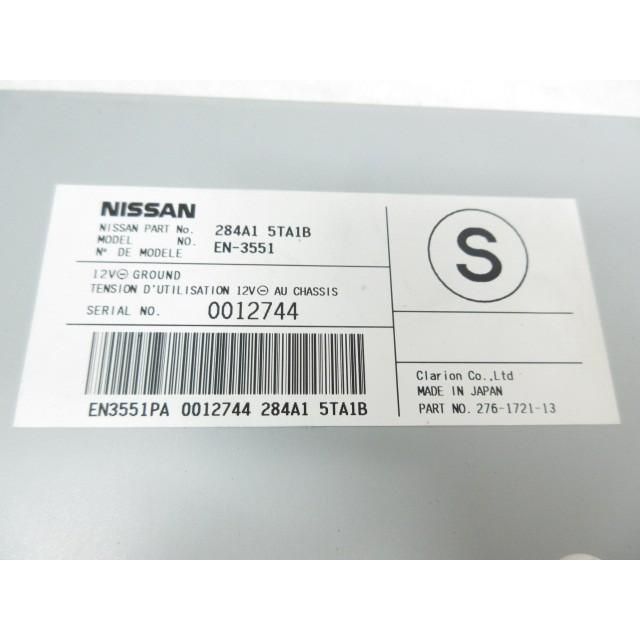 NISSAN
NISSAN PART No. 284A1 5TA1B
MODEL NO. EN-3551
N° DE MODELE
12V⊖ GROUND
TENSION D'UTILISATION 12V⊖ AU CHASSIS
SERIAL NO. 0012744
EN3551PA 0012744 284A1 5TA1B
S
Clarion Co.,Ltd
MADE IN JAPAN
PART NO. 276-1721-13